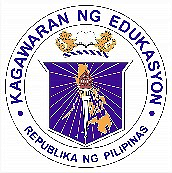 KAGAWARAN NG EDUKASYON
REPUBLIKA NG PILIPINAS